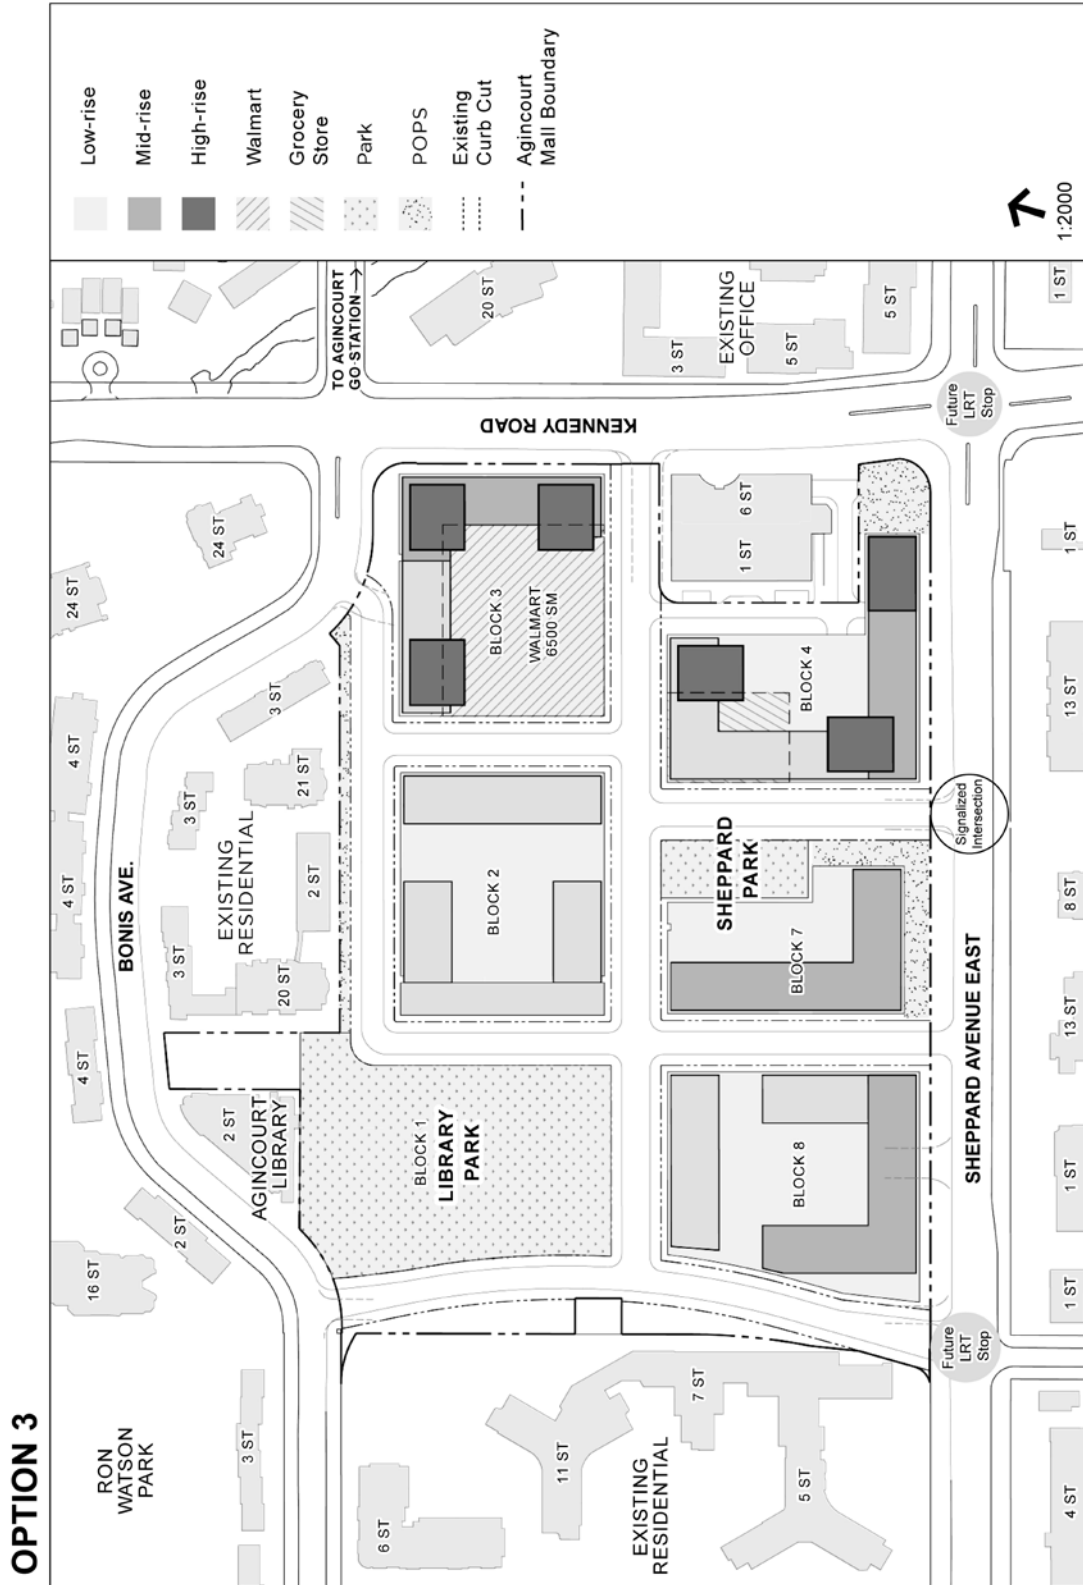 OPTION 3
RON
WATSON
PARK
3 ST
16 ST
2 ST
4 ST
BONIS AVE.
4 ST
4 ST
24 ST
24 ST
AGINCOURT
LIBRARY
2 ST
3 ST
20 ST
EXISTING
RESIDENTIAL
2 ST
3 ST
21 ST
3 ST
TO AGINCOURT
GO STATION
20 ST
6 ST
11 ST
7 ST
5 ST
EXISTING
RESIDENTIAL
BLOCK 1
LIBRARY
PARK
BLOCK 2
BLOCK 3
WALMART
6500 SM
KENNEDY ROAD
3 ST
EXISTING
OFFICE
5 ST
5 ST
BLOCK 8
BLOCK 7
SHEPPARD
PARK
BLOCK 4
1 ST
6 ST
Future
LRT
Stop
SHEPPARD AVENUE EAST
Signalized
Intersection
Future
LRT
Stop
4 ST
1 ST
1 ST
13 ST
8 ST
13 ST
1 ST
1 ST
Low-rise
Mid-rise
High-rise
Walmart
Grocery
Store
Park
POPS
Existing
Curb Cut
Agincourt
Mall Boundary
1:2000